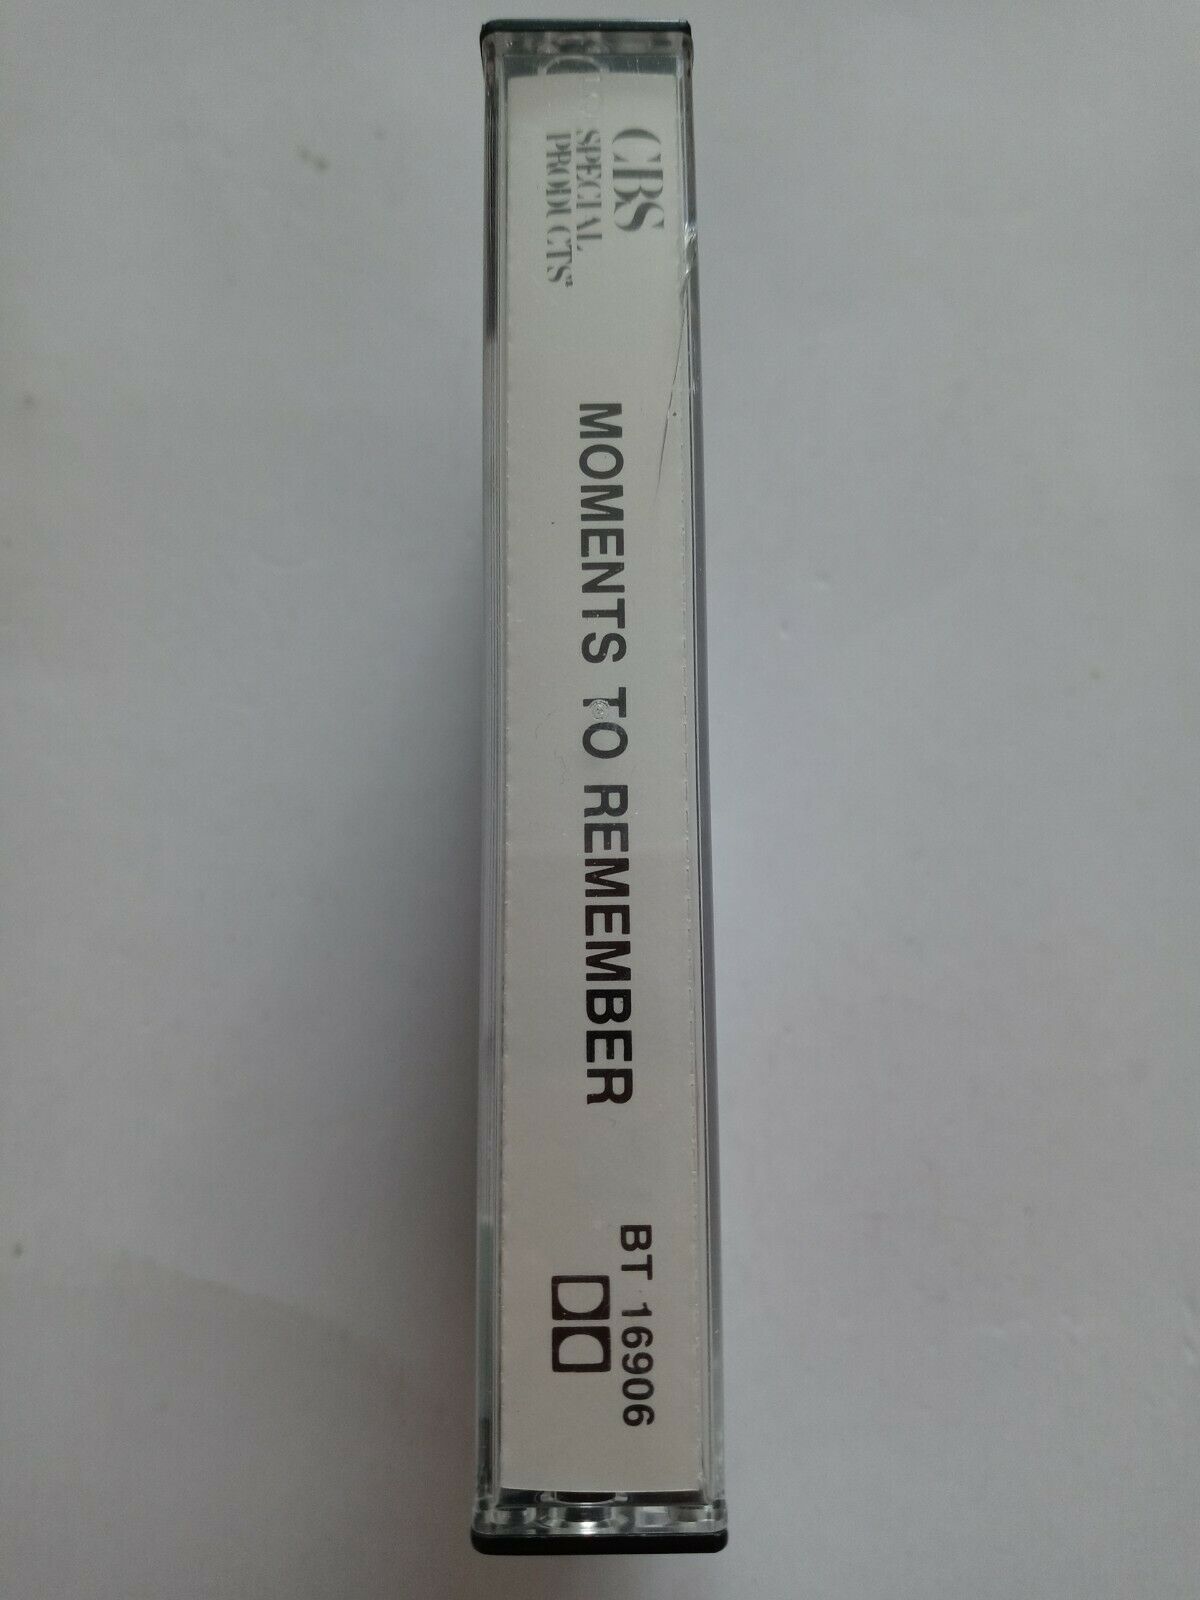 CBS
SPECIAL
PRODUCTS
MOMENTS TO REMEMBER
BT 16906